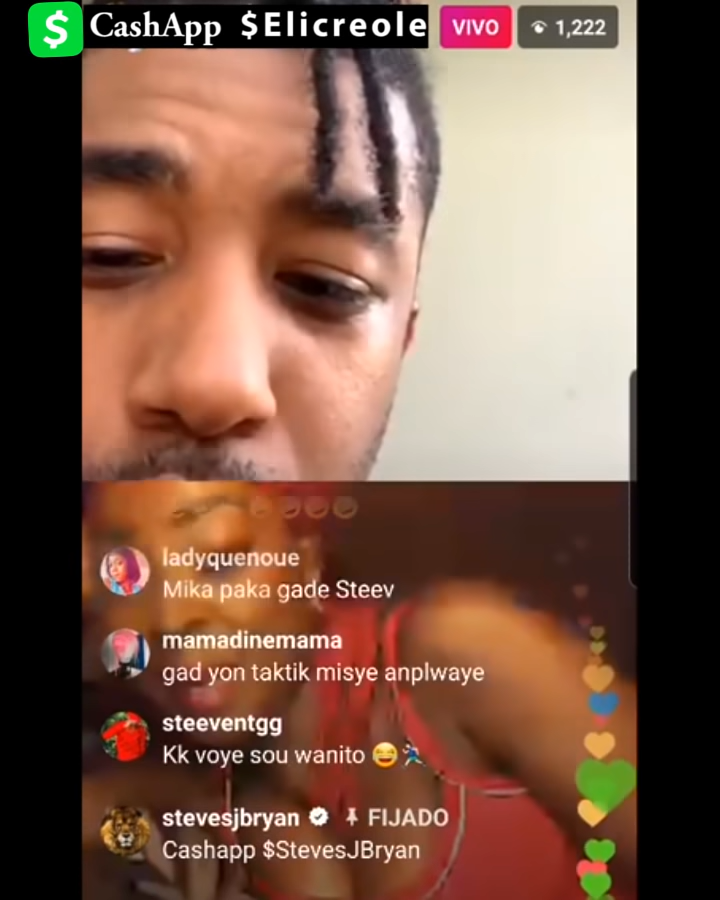 $ CashApp $Elicreole VIVO 1,222
ladyquenoue
Mika paka gade Steev
mamadinemama
gad yon taktik misye anplwaye
steeventgg
Kk voye sou wanito 😂
stevesjbryan FIJADO
Cashapp $StevesJBryan